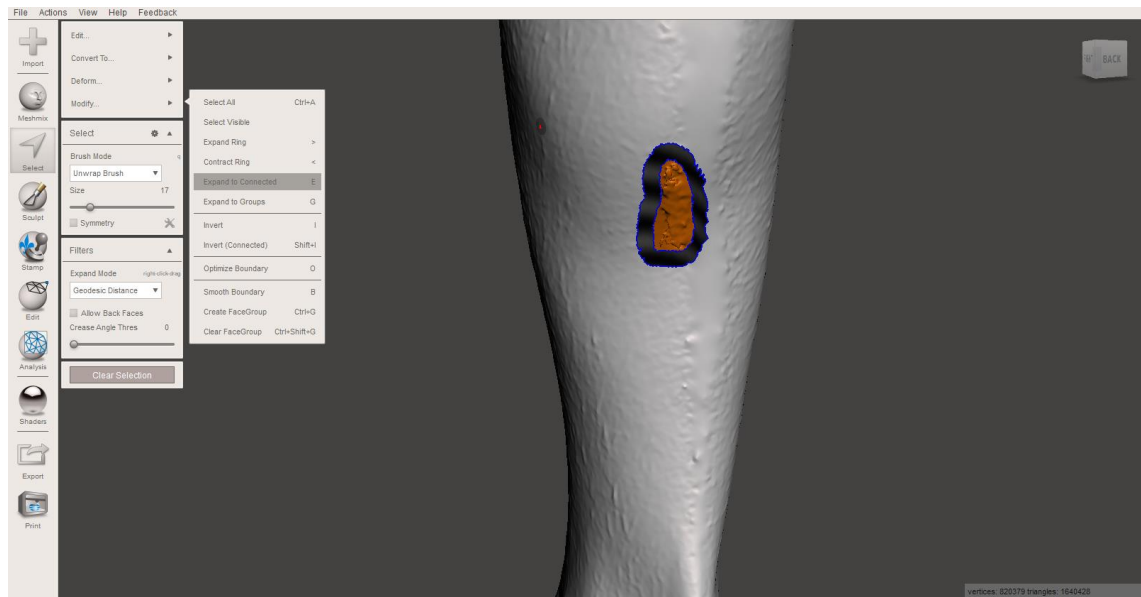 File Actions View Help Feedback
Import
Meshmix
Select
Sculpt
Stamp
Edit
Analysis
Shaders
Export
Print
Edit...
Convert To...
Deform...
Modify...
Select
Brush Mode q
Unwrap Brush
Size 17
Symmetry
Filters
Expand Mode right-click-drag
Geodesic Distance
Allow Back Faces
Crease Angle Thres 0
Clear Selection
Select All Ctrl+A
Select Visible
Expand Ring >
Contract Ring <
Expand to Connected E
Expand to Groups G
Invert I
Invert (Connected) Shift+I
Optimize Boundary O
Smooth Boundary B
Create FaceGroup Ctrl+G
Clear FaceGroup Ctrl+Shift+G
BACK
vertices: 820379 triangles: 1640428